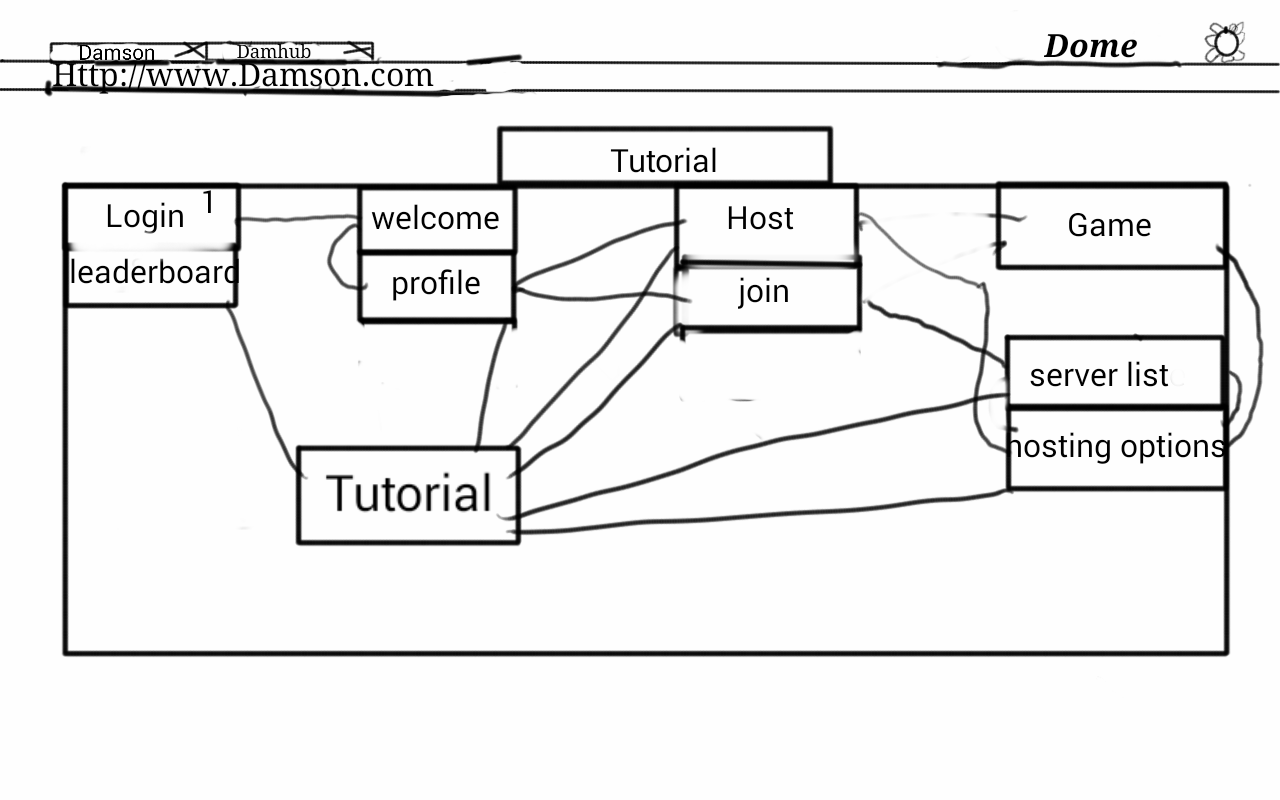 Damson
Damhub
Dome
Http://www.Damson.com
Tutorial
Login 1
welcome
Host
Game
leaderboard
profile
join
server list
hosting options
Tutorial